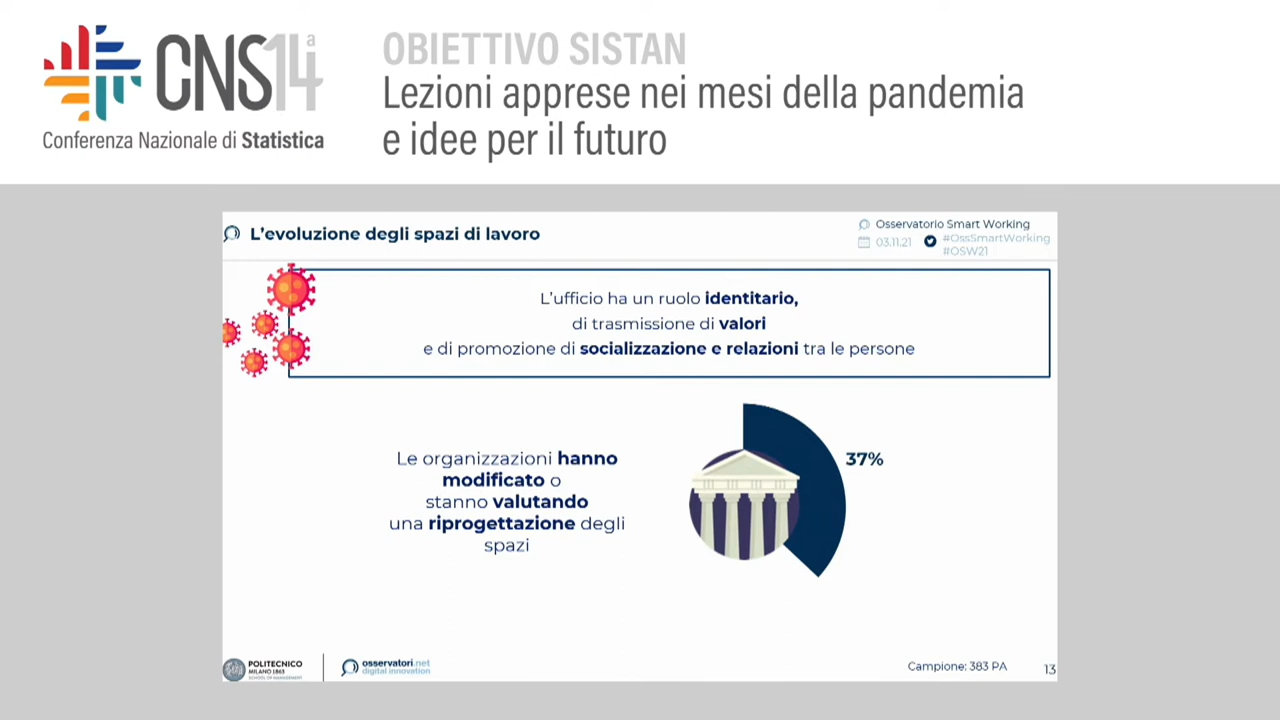 CNS14a
Conferenza Nazionale di Statistica
OBIETTIVO SISTAN
Lezioni apprese nei mesi della pandemia
e idee per il futuro
L'evoluzione degli spazi di lavoro
Osservatorio Smart Working
03.11.21
#OssSmartWorking
#OSW21
L'ufficio ha un ruolo identitario,
di trasmissione di valori
e di promozione di socializzazione e relazioni tra le persone
Le organizzazioni hanno
modificato o
stanno valutando
una riprogettazione degli
spazi
37%
POLITECNICO
MILANO 1863
SCHOOL OF MANAGEMENT
osservatori.net
digital innovation
Campione: 383 PA
13